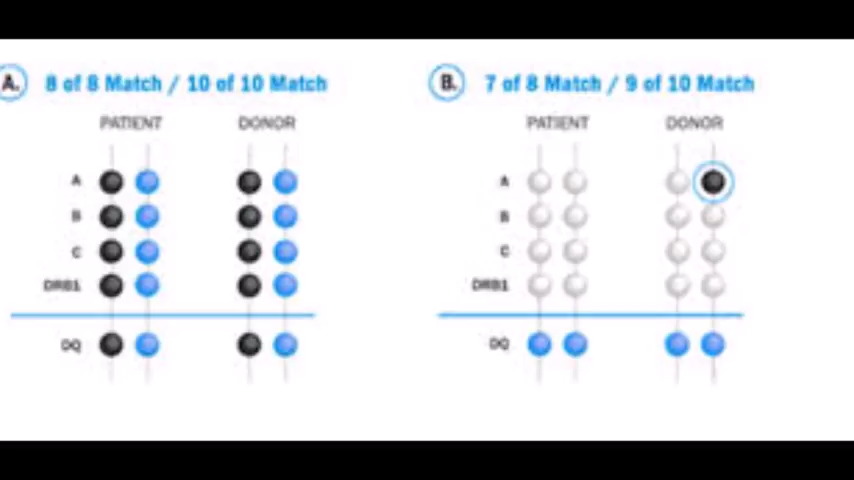 A. 8 of 8 Match / 10 of 10 Match
PATIENT DONOR
A
B
C
DRB1
DQ
B. 7 of 8 Match / 9 of 10 Match
PATIENT DONOR
A
B
C
DRB1
DQ